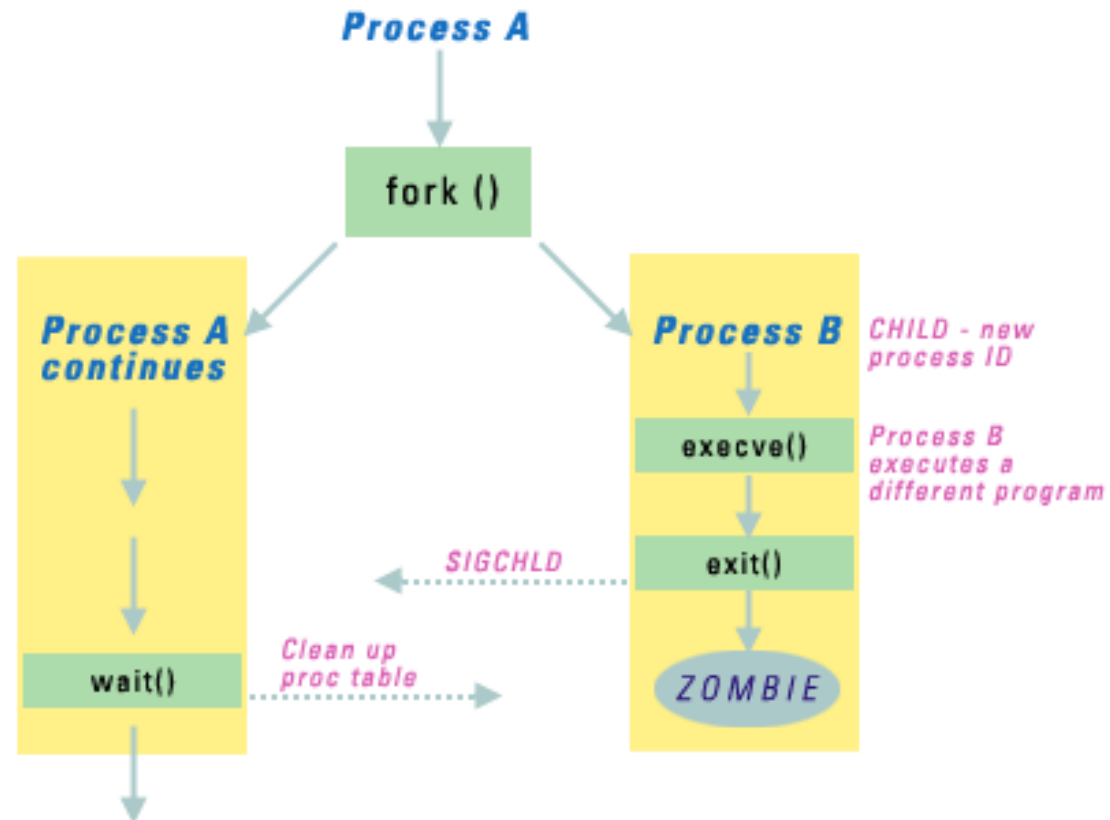 Process A
fork ()
Process A
continues
Process B
CHILD - new
process ID
execve()
Process B
executes a
different program
SIGCHLD
exit()
Clean up
proc table
wait()
ZOMBIE